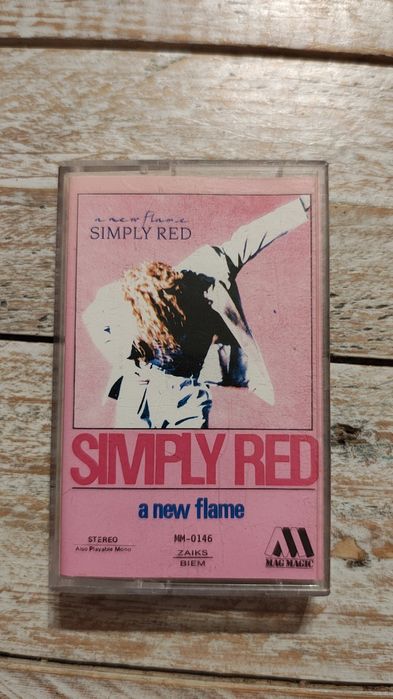 a new flame
SIMPLY RED
SIMPLY RED
a new flame
STEREO
Also Playable Mono
MM-0146
ZAIKS
BIEM
MAG MAGIC